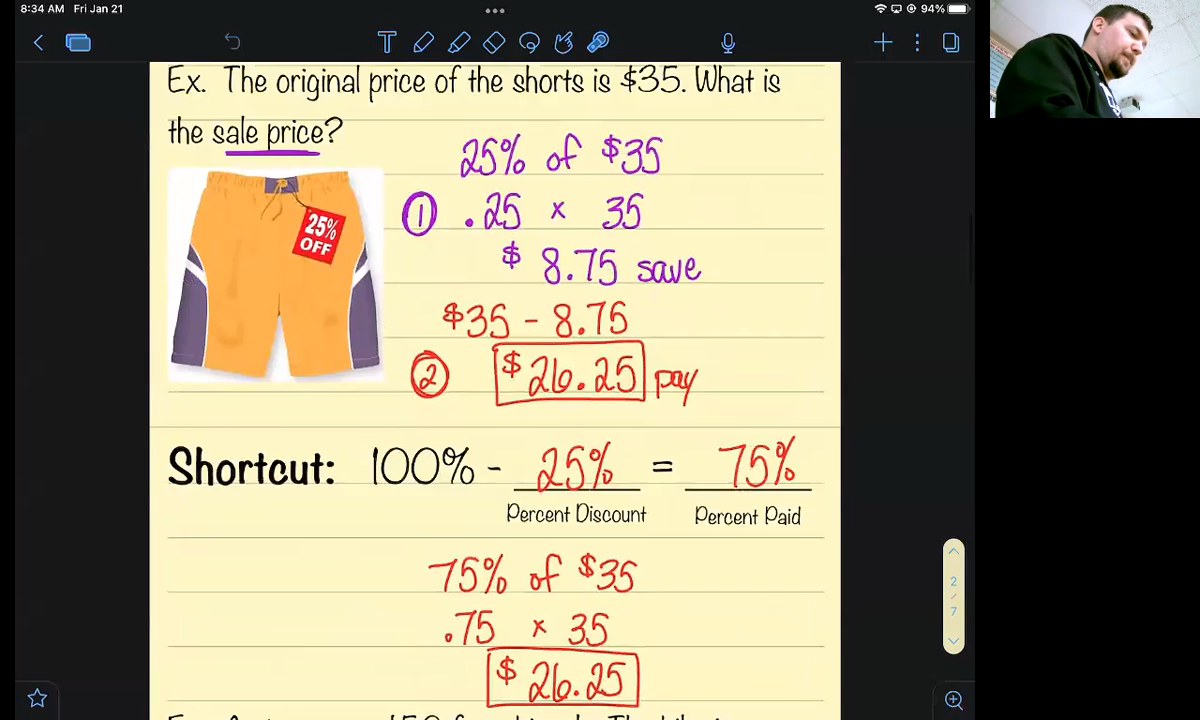 8:34 AM Fri Jan 21
94%
T
Ex. The original price of the shorts is $35. What is
the sale price?
25%
OFF
25% of $35
1 .25 x 35
$ 8.75 save
$35 - 8.75
2 $26.25 pay
Shortcut: 100% - 25% = 75%
Percent Discount Percent Paid
75% of $35
.75 x 35
$ 26.25
2
/
7